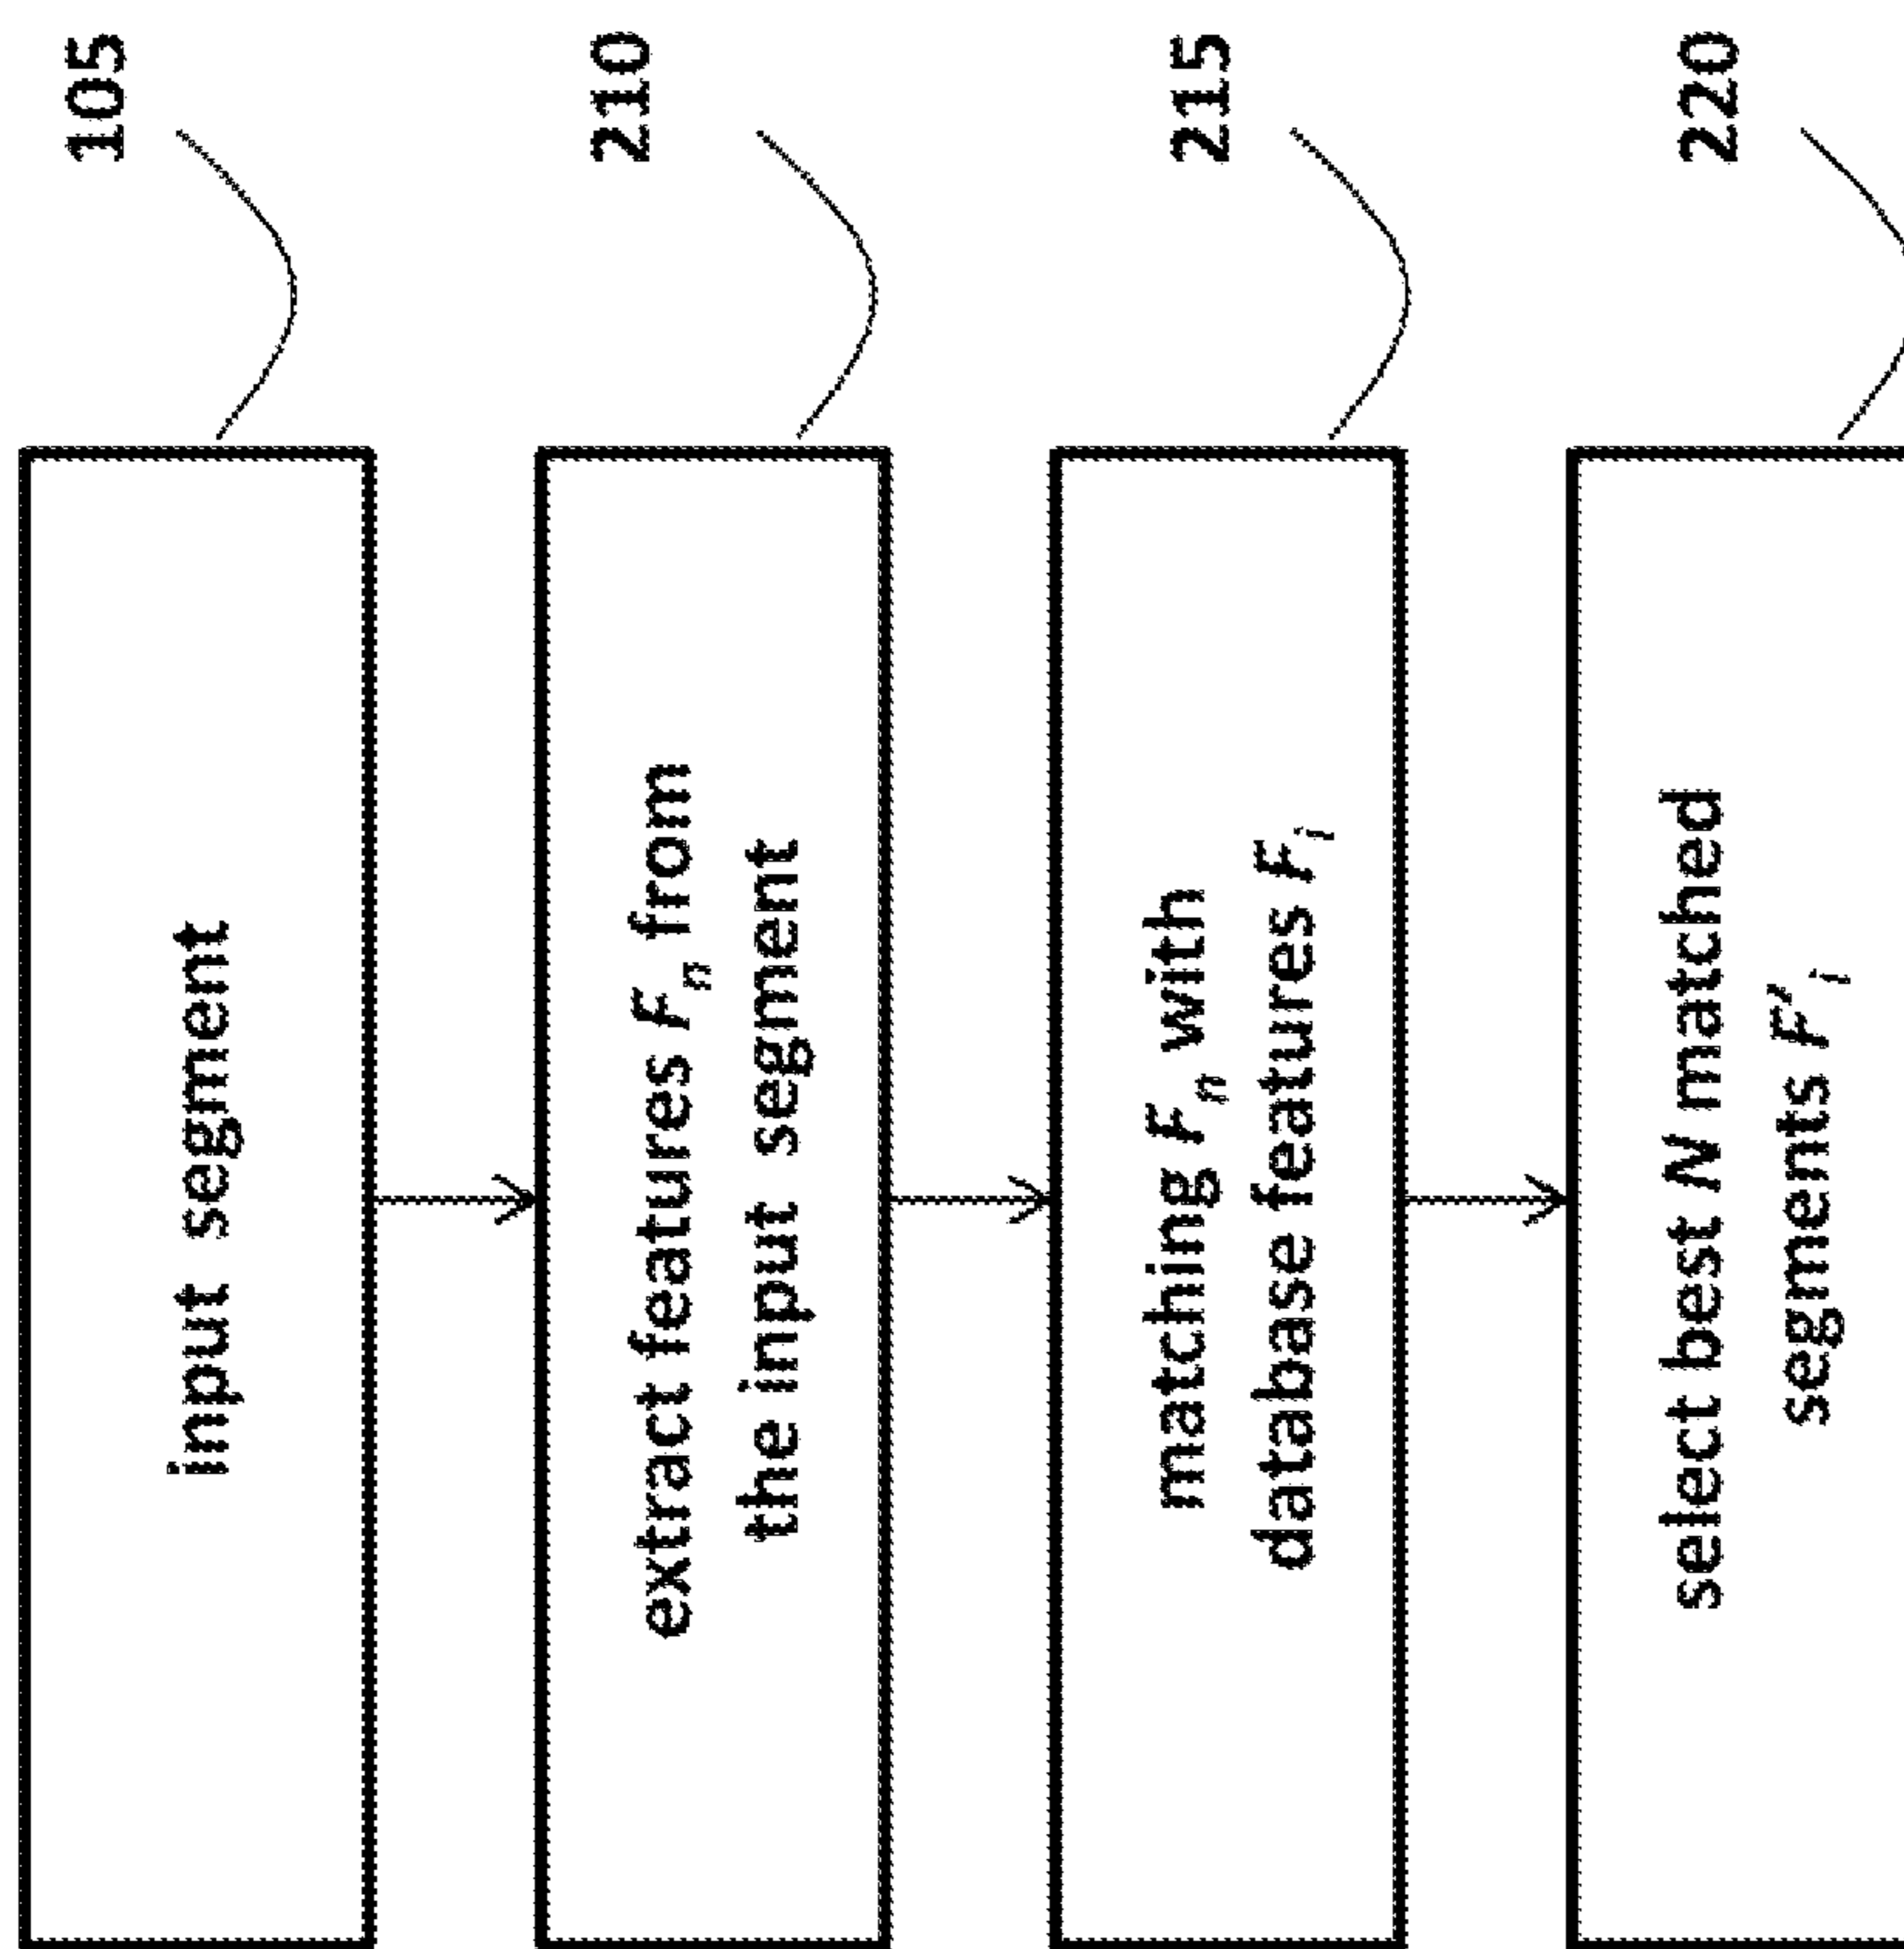 105
input segment
210
extract features Fₙ from
the input segment
215
matching Fₙ with
database features Fᵢ
220
select best N matched
segments F'ᵢ